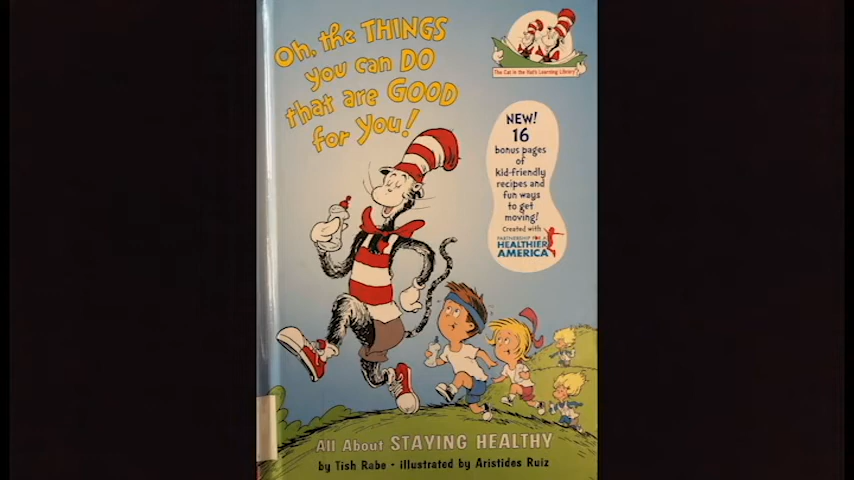 Oh, the THINGS
you can DO
that are GOOD
for You!
The Cat in the Hat's Learning Library
NEW!
16
bonus pages
of
kid-friendly
recipes and
fun ways
to get
moving!
Created with
PARTNERSHIP FOR A
HEALTHIER
AMERICA
All About STAYING HEALTHY
by Tish Rabe • illustrated by Aristides Ruiz